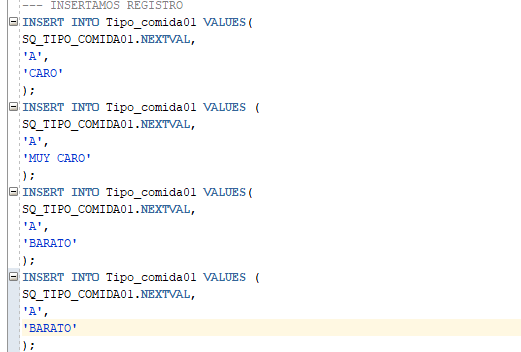 --- INSERTAMOS REGISTRO
INSERT INTO Tipo_comida01 VALUES(
SQ_TIPO_COMIDA01.NEXTVAL,
'A',
'CARO'
);
INSERT INTO Tipo_comida01 VALUES (
SQ_TIPO_COMIDA01.NEXTVAL,
'A',
'MUY CARO'
);
INSERT INTO Tipo_comida01 VALUES(
SQ_TIPO_COMIDA01.NEXTVAL,
'A',
'BARATO'
);
INSERT INTO Tipo_comida01 VALUES (
SQ_TIPO_COMIDA01.NEXTVAL,
'A',
'BARATO'
);